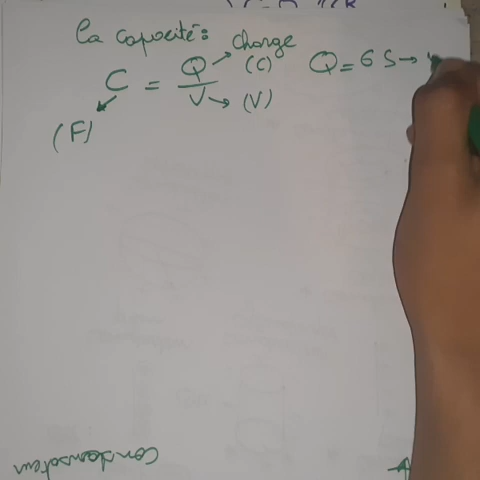 la capacité:
C = Q / V
→ charge (C)
→ (V)
(F)
Q = 6 S →
condensateur